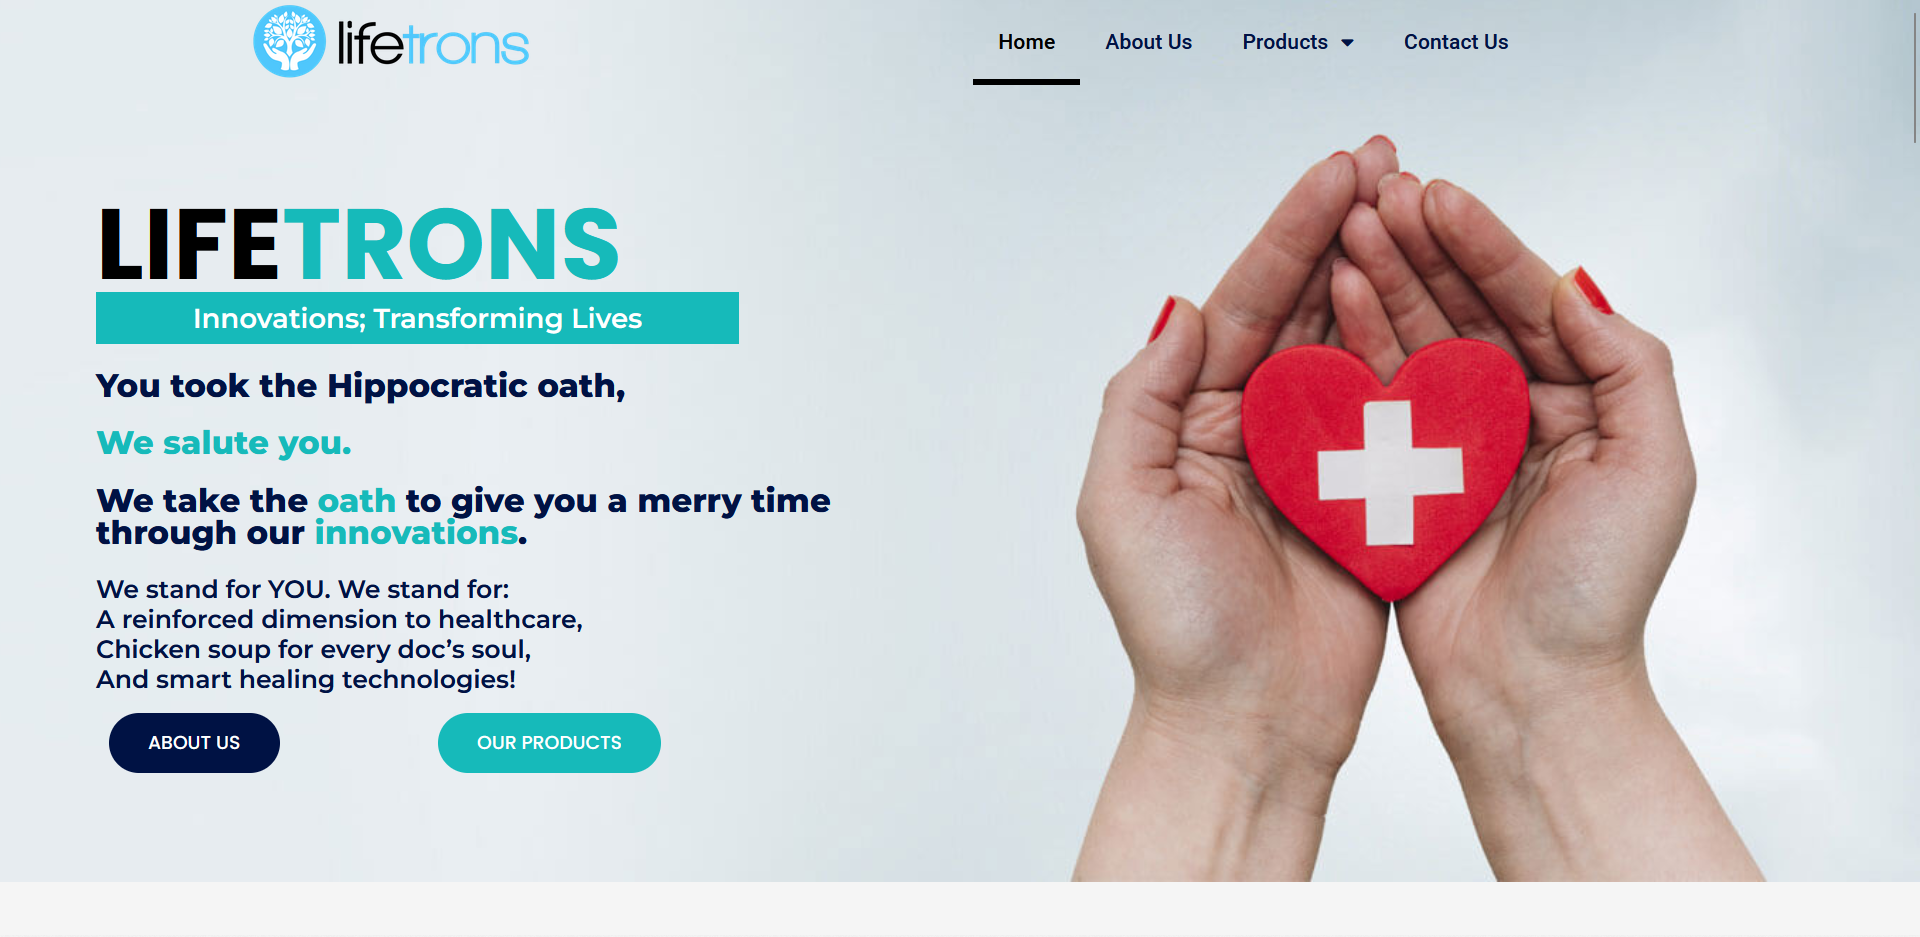 lifetrons
Home
About Us
Products
Contact Us
LIFETRONS
Innovations; Transforming Lives
You took the Hippocratic oath,
We salute you.
We take the oath to give you a merry time
through our innovations.
We stand for YOU. We stand for:
A reinforced dimension to healthcare,
Chicken soup for every doc’s soul,
And smart healing technologies!
ABOUT US
OUR PRODUCTS